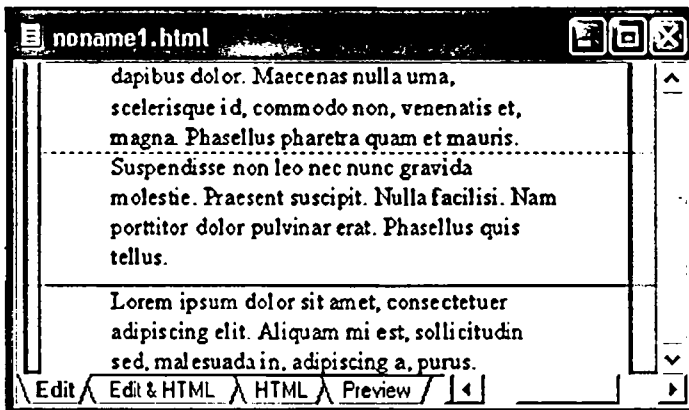 noname1.html
dapibus dolor. Maecenas nulla uma,
scelerisque id, commodo non, venenatis et,
magna. Phasellus pharetra quam et mauris.
Suspendisse non leo nec nunc gravida
molestie. Praesent suscipit. Nulla facilisi. Nam
porttitor dolor pulvinar erat. Phasellus quis
tellus.
Lorem ipsum dolor sit amet, consectetuer
adipiscing elit. Aliquam mi est, sollicitudin
sed, malesuada in, adipiscing a, purus.
Edit Edit & HTML HTML Preview